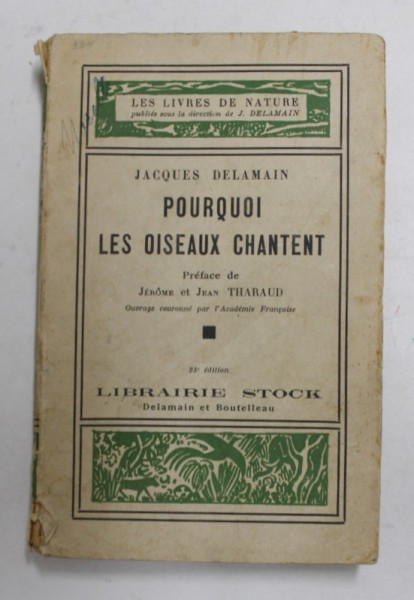 LES LIVRES DE NATURE
publiés sous la direction de J. DELAMAIN
JACQUES DELAMAIN
POURQUOI
LES OISEAUX CHANTENT
Préface de
JÉRÔME et JEAN THARAUD
Ouvrage couronné par l'Académie Française
LIBRAIRIE STOCK
Delamain et Boutelleau